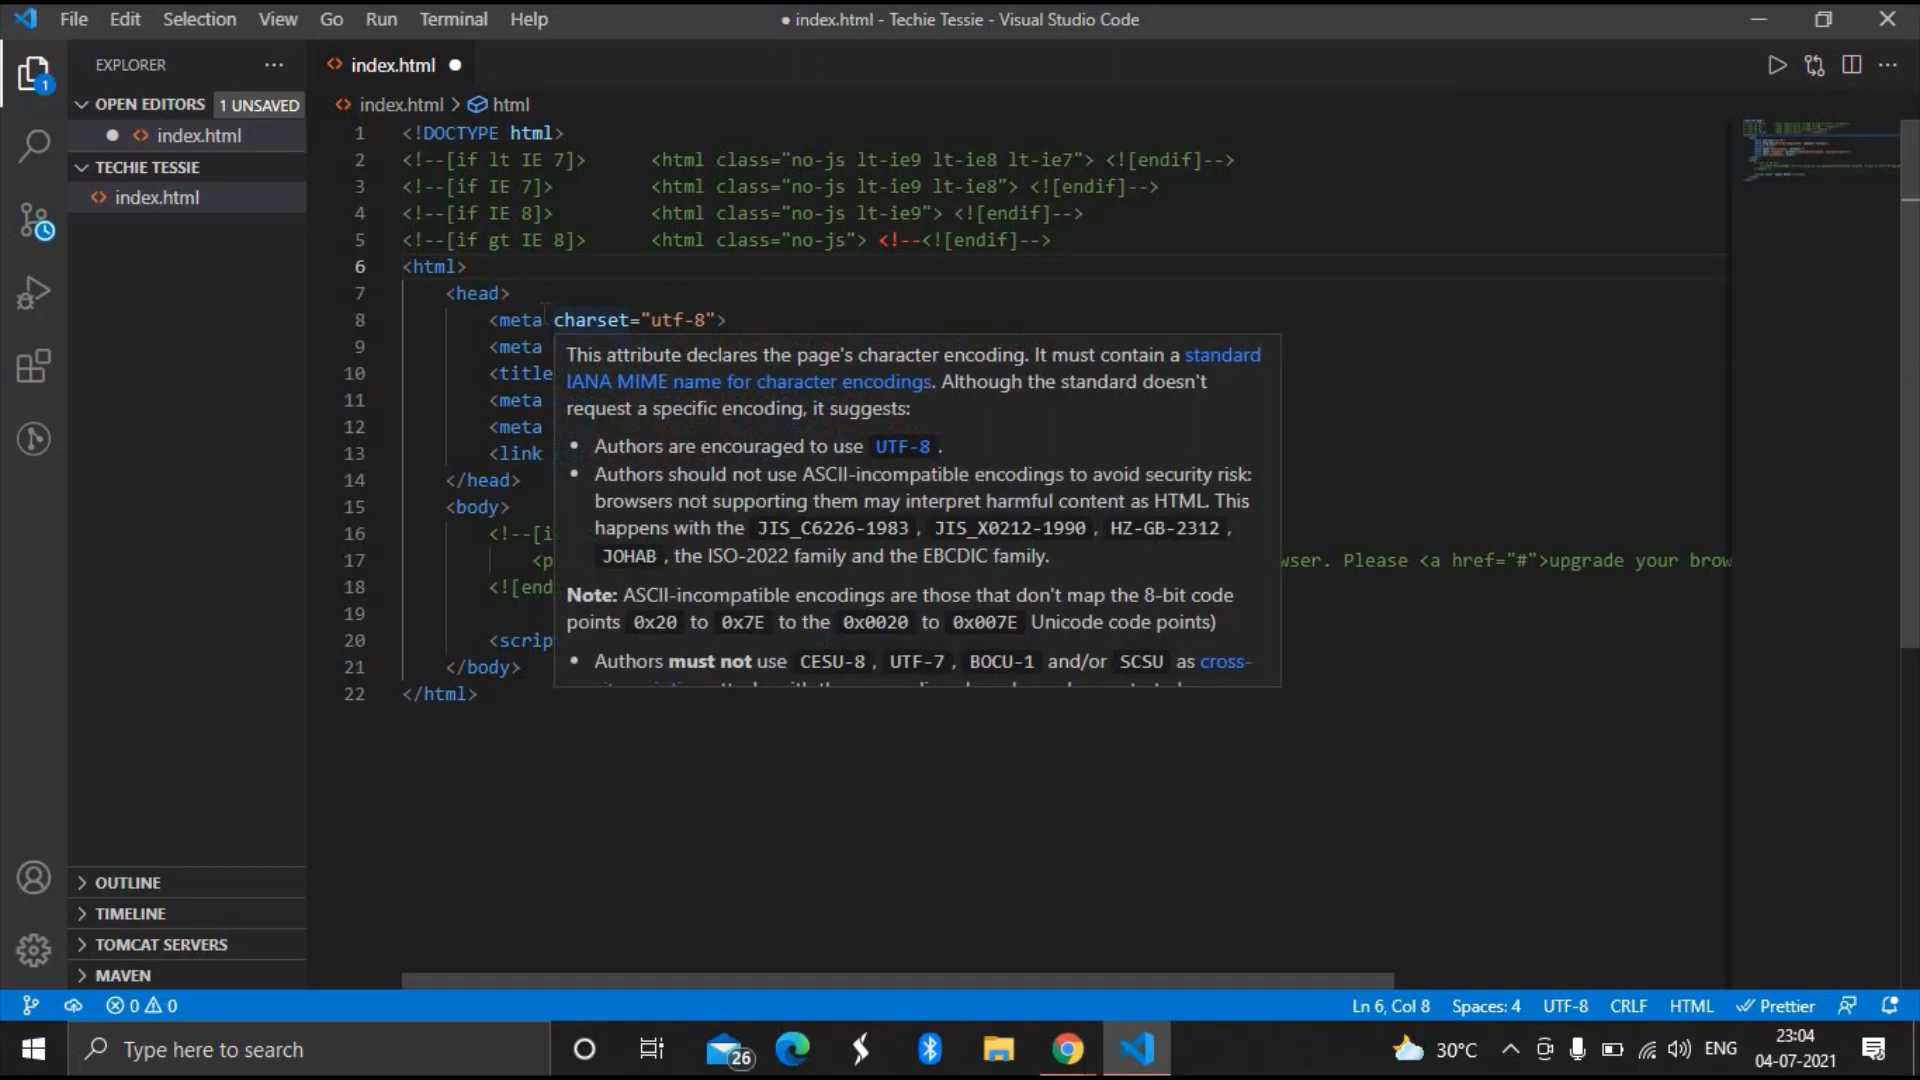 File Edit Selection View Go Run Terminal Help
● index.html - Techie Tessie - Visual Studio Code
EXPLORER
OPEN EDITORS 1 UNSAVED
index.html
TECHIE TESSIE
index.html
OUTLINE
TIMELINE
TOMCAT SERVERS
MAVEN
1
index.html
index.html > html
1 <!DOCTYPE html>
2 <!--[if lt IE 7]> <html class="no-js lt-ie9 lt-ie8 lt-ie7"> <![endif]-->
3 <!--[if IE 7]> <html class="no-js lt-ie9 lt-ie8"> <![endif]-->
4 <!--[if IE 8]> <html class="no-js lt-ie9"> <![endif]-->
5 <!--[if gt IE 8]> <html class="no-js"> <!--<![endif]-->
6 <html>
7 <head>
8 <meta charset="utf-8">
9 <meta
10 <title
11 <meta
12 <meta
13 <link
14 </head>
15 <body>
16 <!--[i
17 <p wser. Please <a href="#">upgrade your brow
18 <![end
19
20 <scrip
21 </body>
22 </html>
This attribute declares the page's character encoding. It must contain a standard
IANA MIME name for character encodings. Although the standard doesn't
request a specific encoding, it suggests:
• Authors are encouraged to use UTF-8 .
• Authors should not use ASCII-incompatible encodings to avoid security risk:
browsers not supporting them may interpret harmful content as HTML. This
happens with the JIS_C6226-1983 , JIS_X0212-1990 , HZ-GB-2312 ,
JOHAB , the ISO-2022 family and the EBCDIC family.
Note: ASCII-incompatible encodings are those that don't map the 8-bit code
points 0x20 to 0x7E to the 0x0020 to 0x007E Unicode code points)
• Authors must not use CESU-8 , UTF-7 , BOCU-1 and/or SCSU as cross-
0 0
Ln 6, Col 8 Spaces: 4 UTF-8 CRLF HTML Prettier
Type here to search
26
30°C
ENG
23:04
04-07-2021